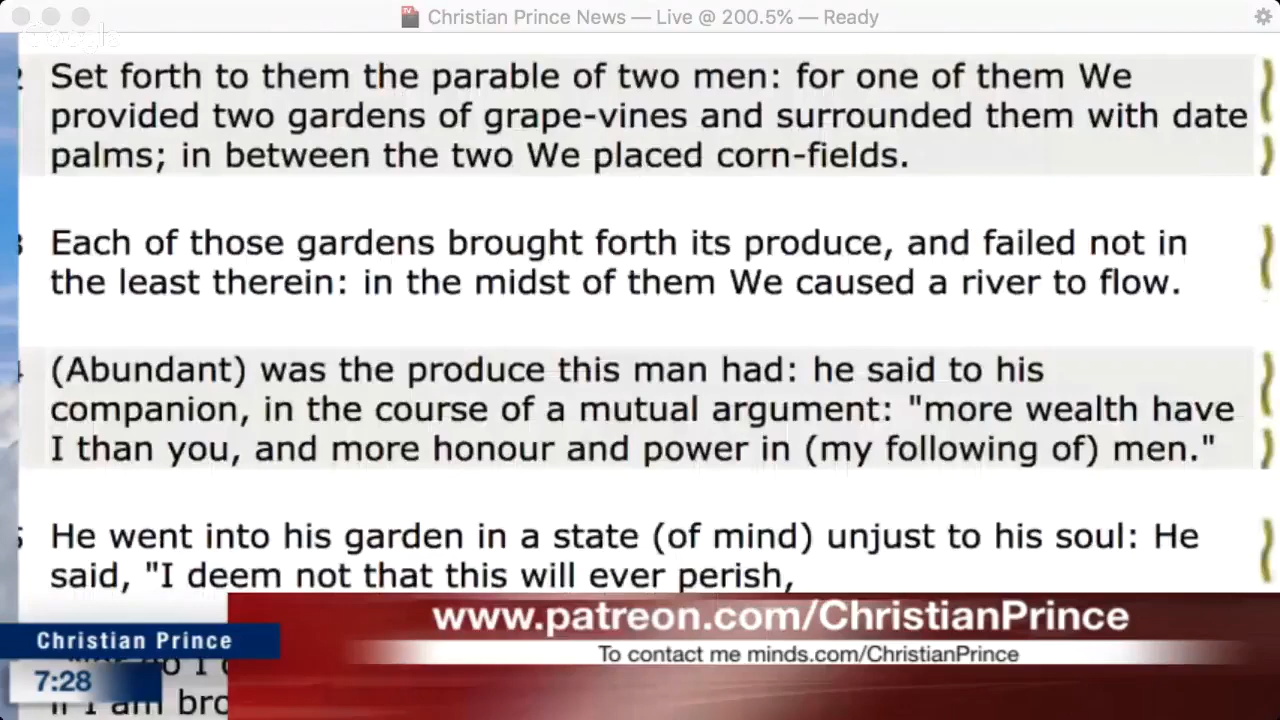 Christian Prince News — Live @ 200.5% — Ready
Google
Set forth to them the parable of two men: for one of them We
provided two gardens of grape-vines and surrounded them with date
palms; in between the two We placed corn-fields.
Each of those gardens brought forth its produce, and failed not in
the least therein: in the midst of them We caused a river to flow.
(Abundant) was the produce this man had: he said to his
companion, in the course of a mutual argument: "more wealth have
I than you, and more honour and power in (my following of) men."
He went into his garden in a state (of mind) unjust to his soul: He
said, "I deem not that this will ever perish,
www.patreon.com/ChristianPrince
Christian Prince
To contact me minds.com/ChristianPrince
7:28
I am bro